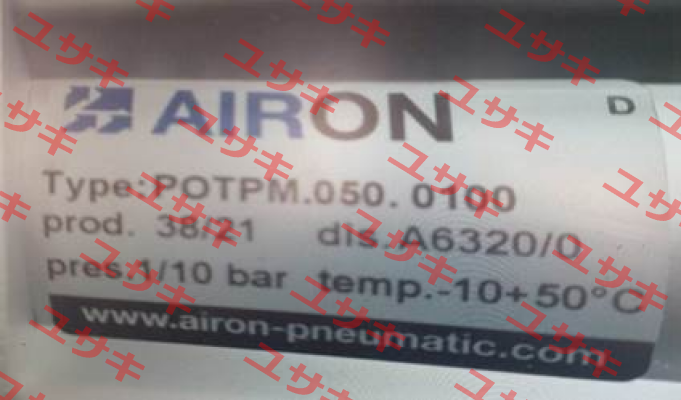 AIRON D
Type:POTPM.050. 0100
prod. 38/21 dis.A6320/0
pres.1/10 bar temp.-10+50°C
www.airon-pneumatic.com
ユサキ